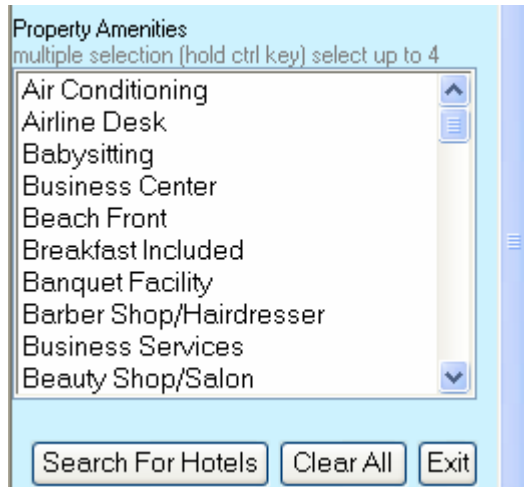 Property Amenities
multiple selection (hold ctrl key) select up to 4
Air Conditioning
Airline Desk
Babysitting
Business Center
Beach Front
Breakfast Included
Banquet Facility
Barber Shop/Hairdresser
Business Services
Beauty Shop/Salon
Search For Hotels Clear All Exit